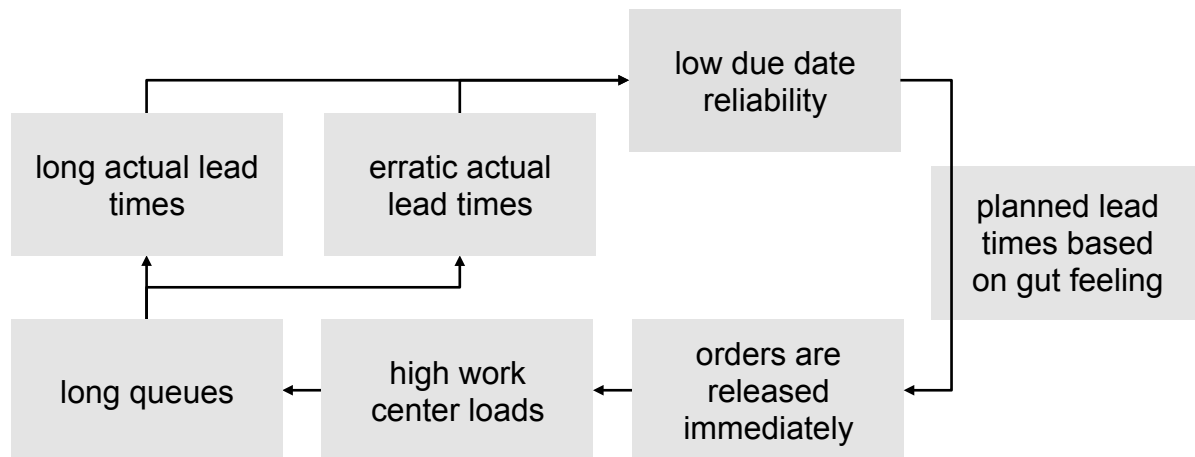 low due date
reliability
long actual lead
times
erratic actual
lead times
planned lead
times based
on gut feeling
long queues
high work
center loads
orders are
released
immediately